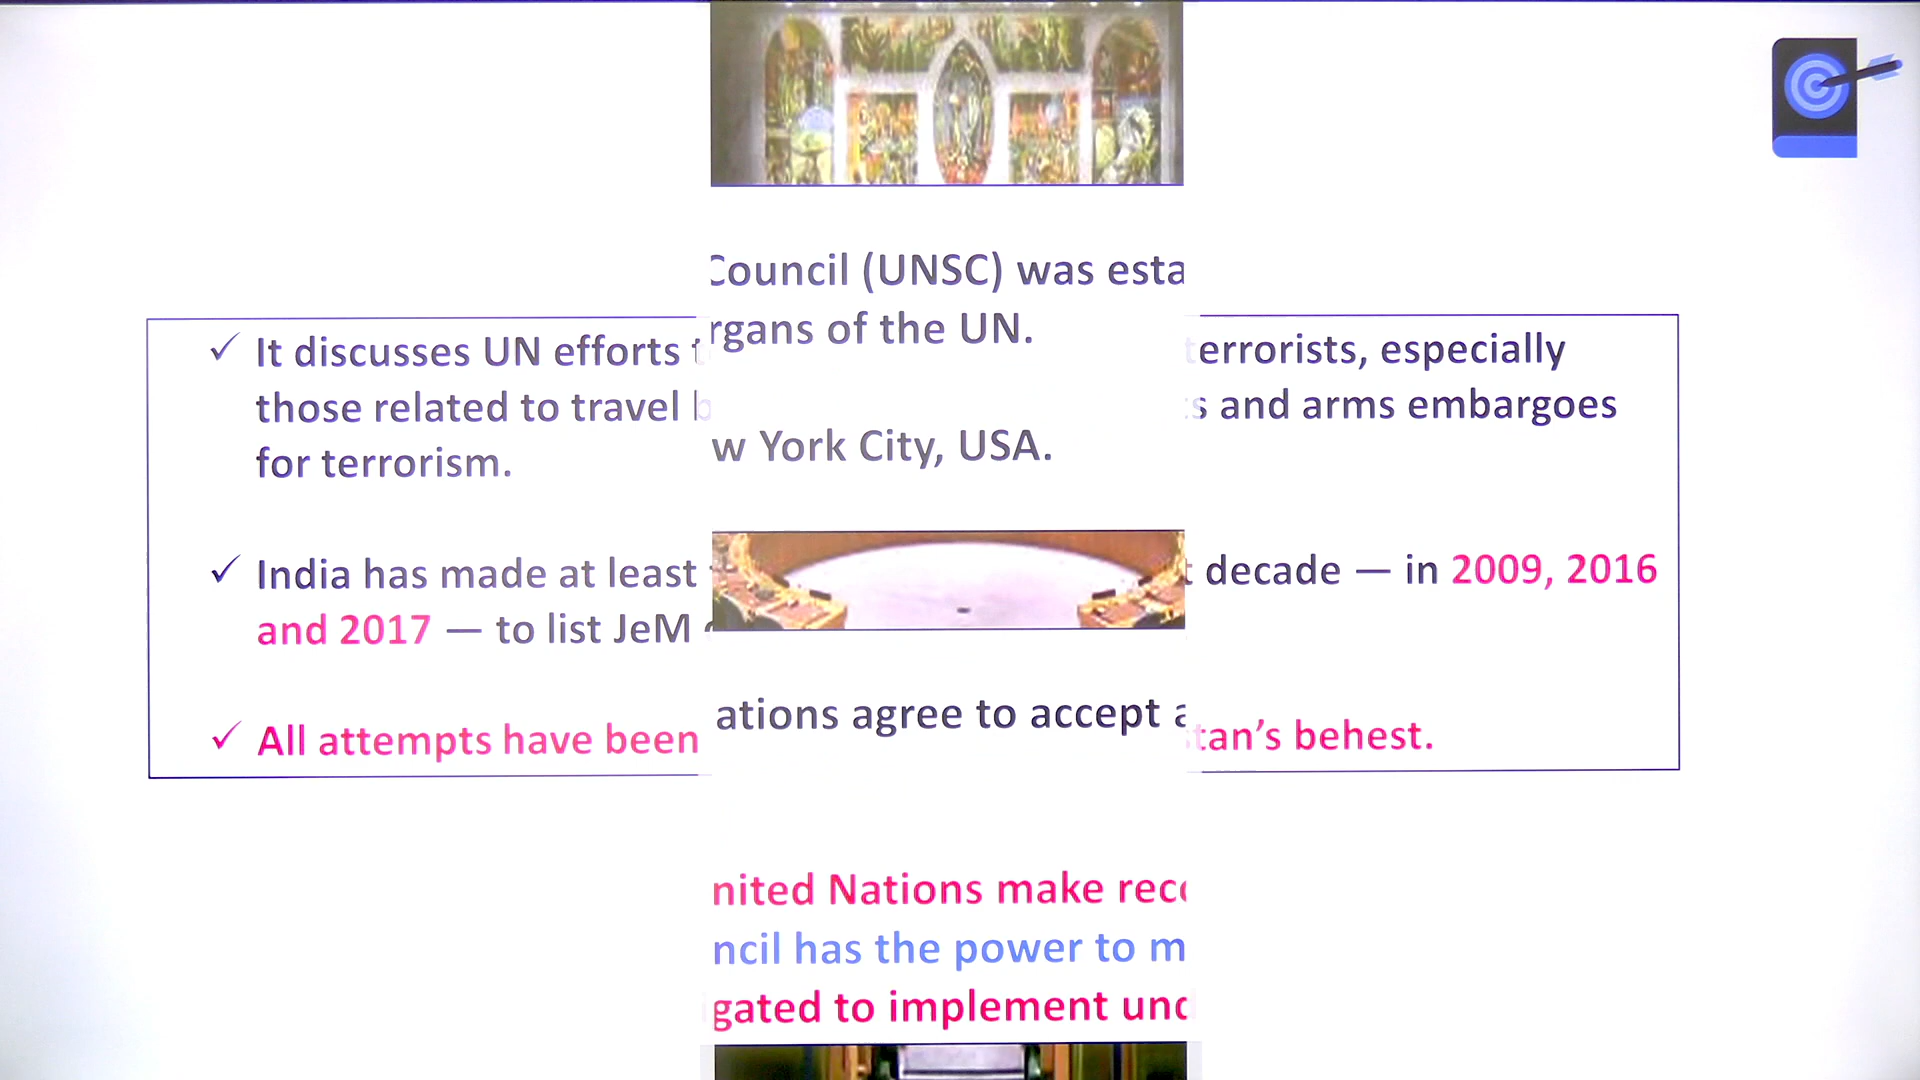 Council (UNSC) was esta
rgans of the UN.
w York City, USA.
ations agree to accept
nited Nations make rec
ncil has the power to m
gated to implement und
It discusses UN efforts
those related to travel
for terrorism.
India has made at least
and 2017 — to list JeM
All attempts have been
terrorists, especially
s and arms embargoes
decade — in 2009, 2016
tan's behest.